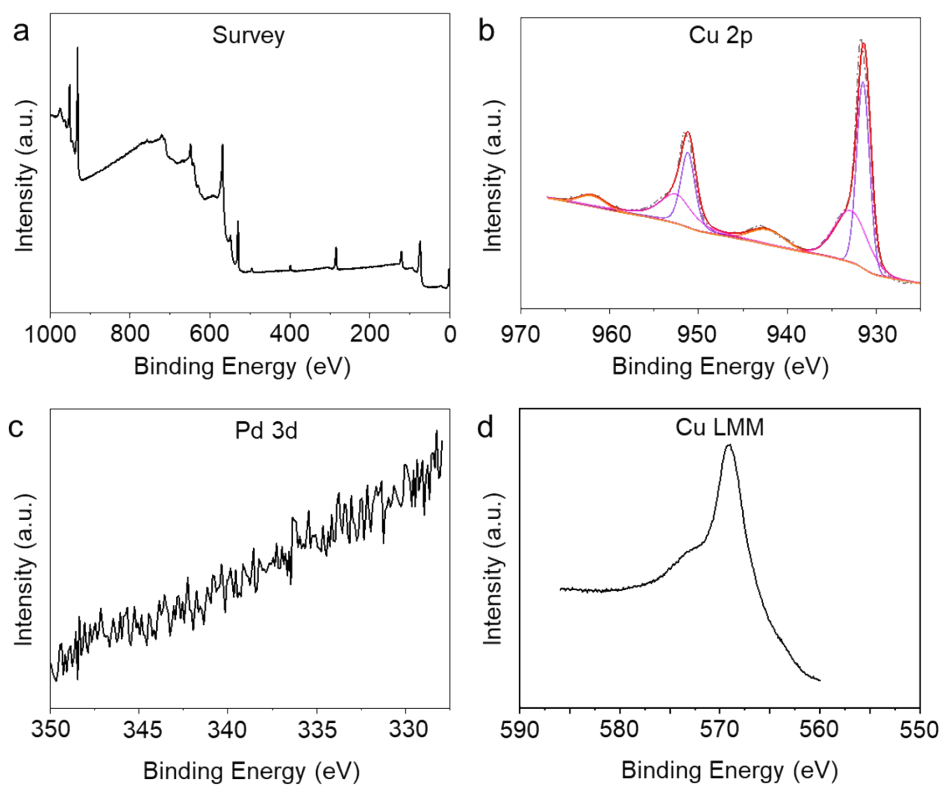 a
Survey
Intensity (a.u.)
1000 800 600 400 200 0
Binding Energy (eV)
b
Cu 2p
Intensity (a.u.)
970 960 950 940 930
Binding Energy (eV)
c
Pd 3d
Intensity (a.u.)
350 345 340 335 330
Binding Energy (eV)
d
Cu LMM
Intensity (a.u.)
590 580 570 560 550
Binding Energy (eV)